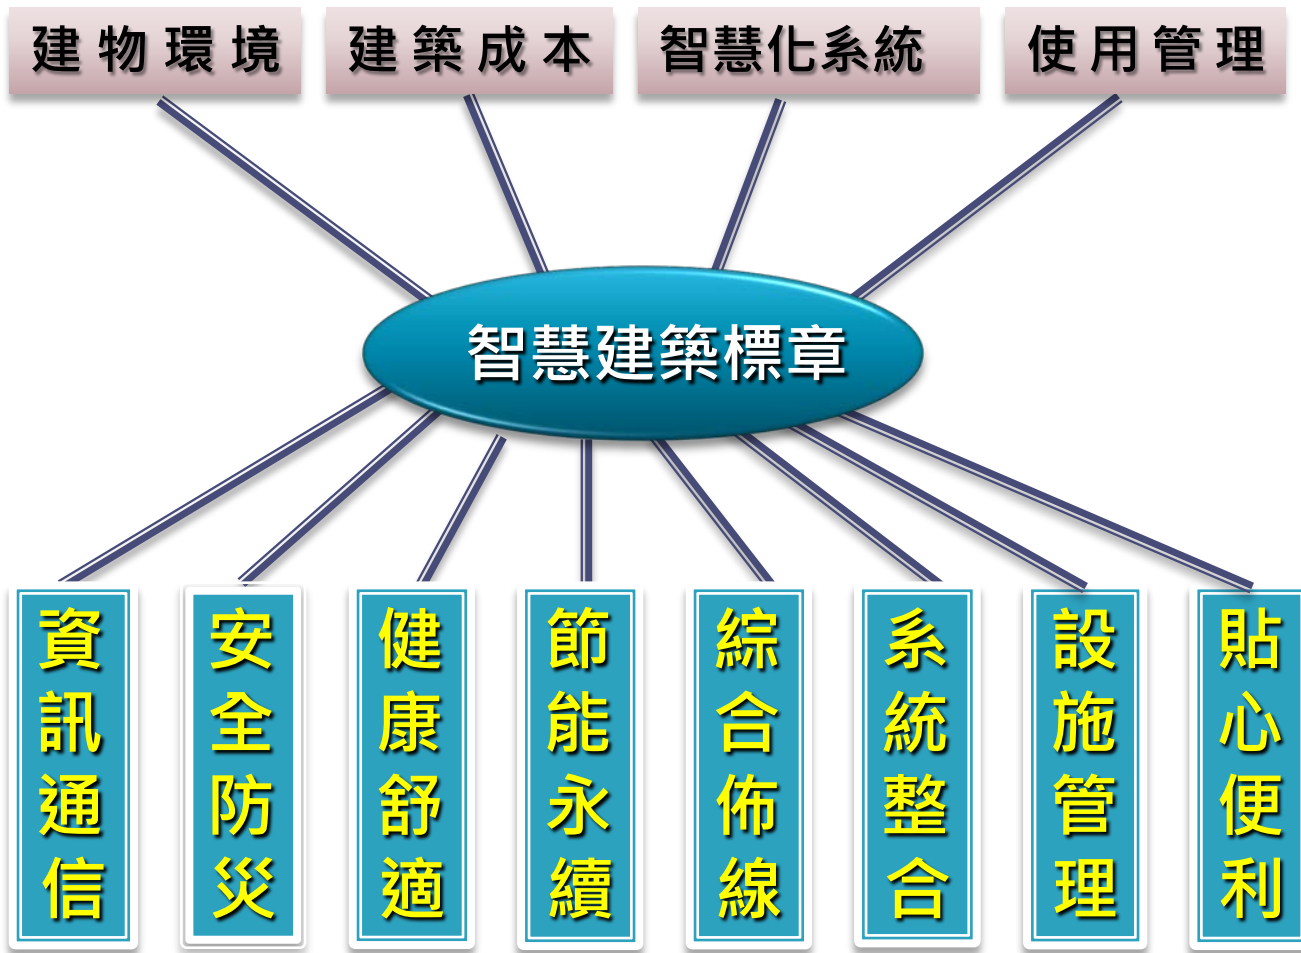 建物環境
建築成本
智慧化系統
使用管理
智慧建築標章
資訊通信
安全防災
健康舒適
節能永續
綜合佈線
系統整合
設施管理
貼心便利